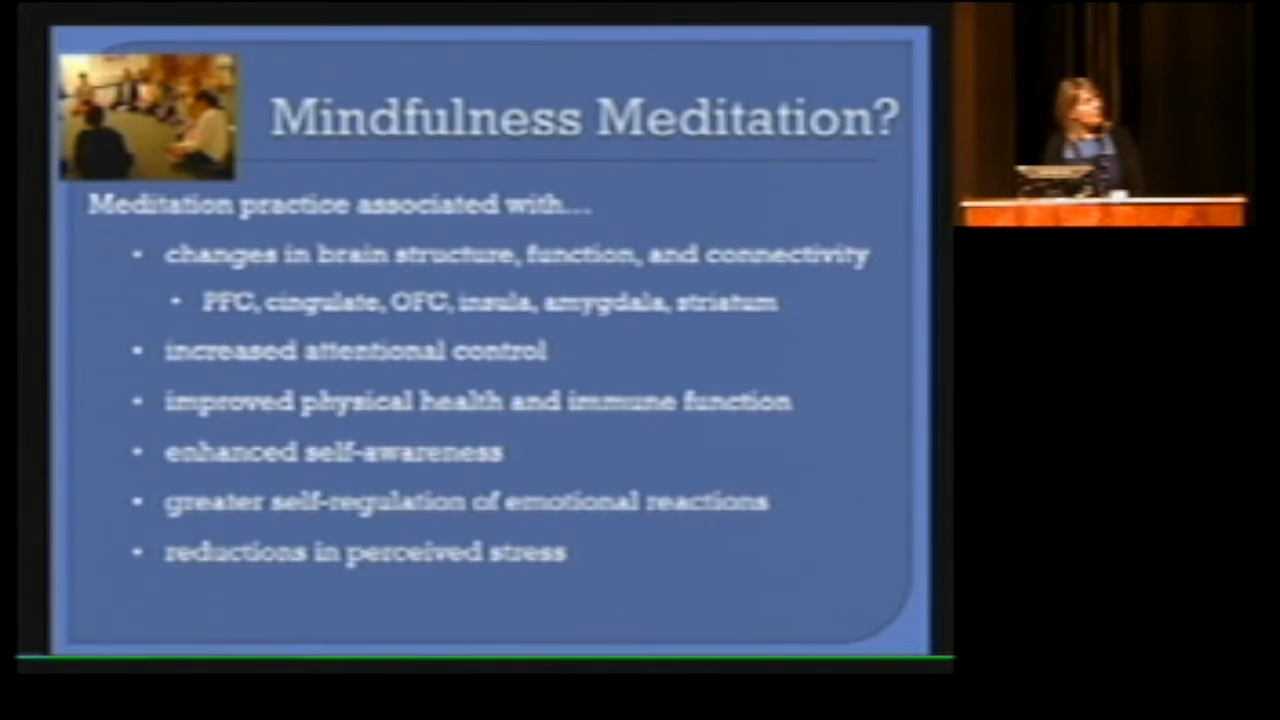 Mindfulness Meditation?
Meditation practice associated with...
• changes in brain structure, function, and connectivity
• PFC, cingulate, OFC, insula, amygdala, striatum
• increased attentional control
• improved physical health and immune function
• enhanced self-awareness
• greater self-regulation of emotional reactions
• reductions in perceived stress